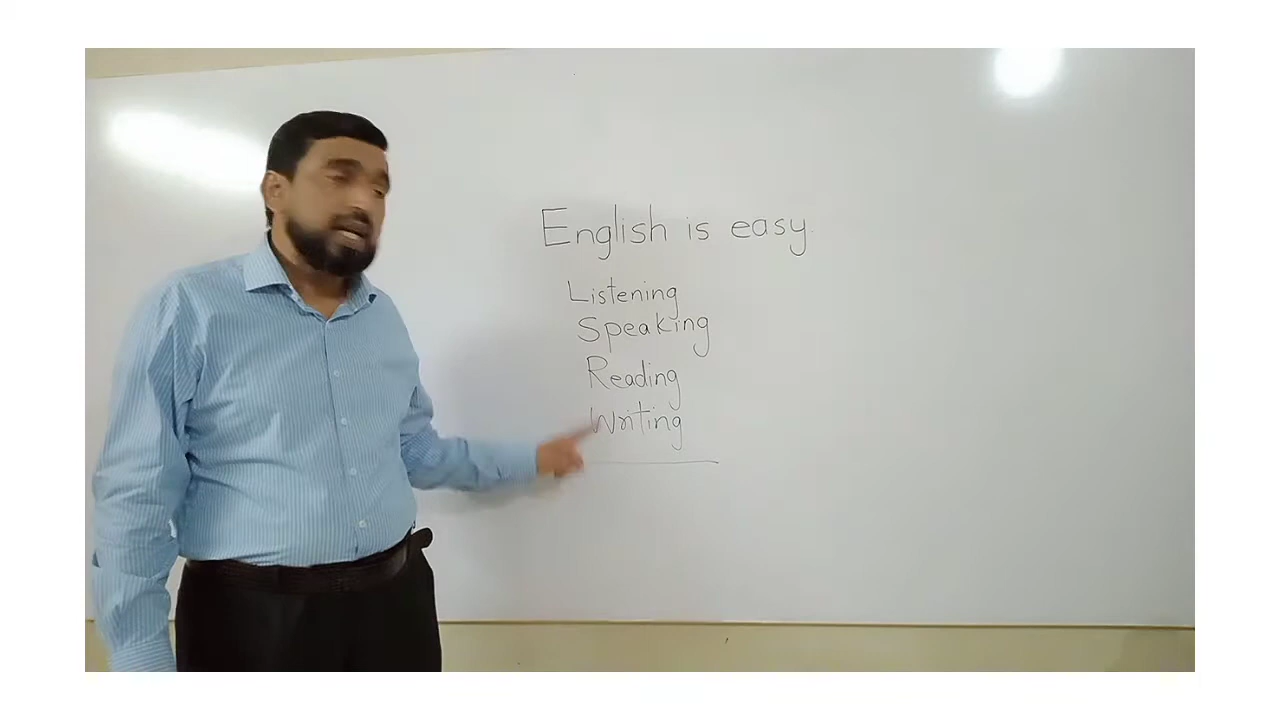 English is easy.
Listening
Speaking
Reading
Writing